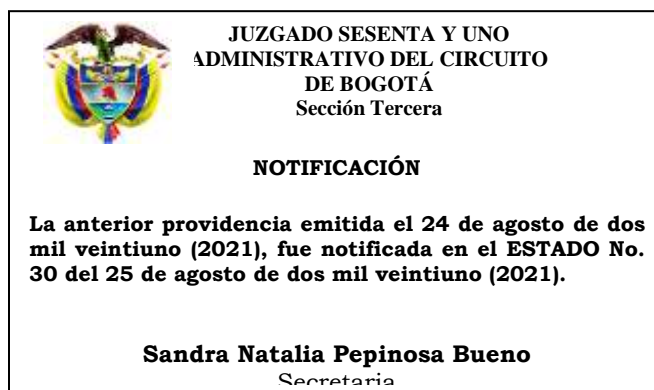 JUZGADO SESENTA Y UNO
ADMINISTRATIVO DEL CIRCUITO
DE BOGOTÁ
Sección Tercera
NOTIFICACIÓN
La anterior providencia emitida el 24 de agosto de dos
mil veintiuno (2021), fue notificada en el ESTADO No.
30 del 25 de agosto de dos mil veintiuno (2021).
Sandra Natalia Pepinosa Bueno
Secretaria